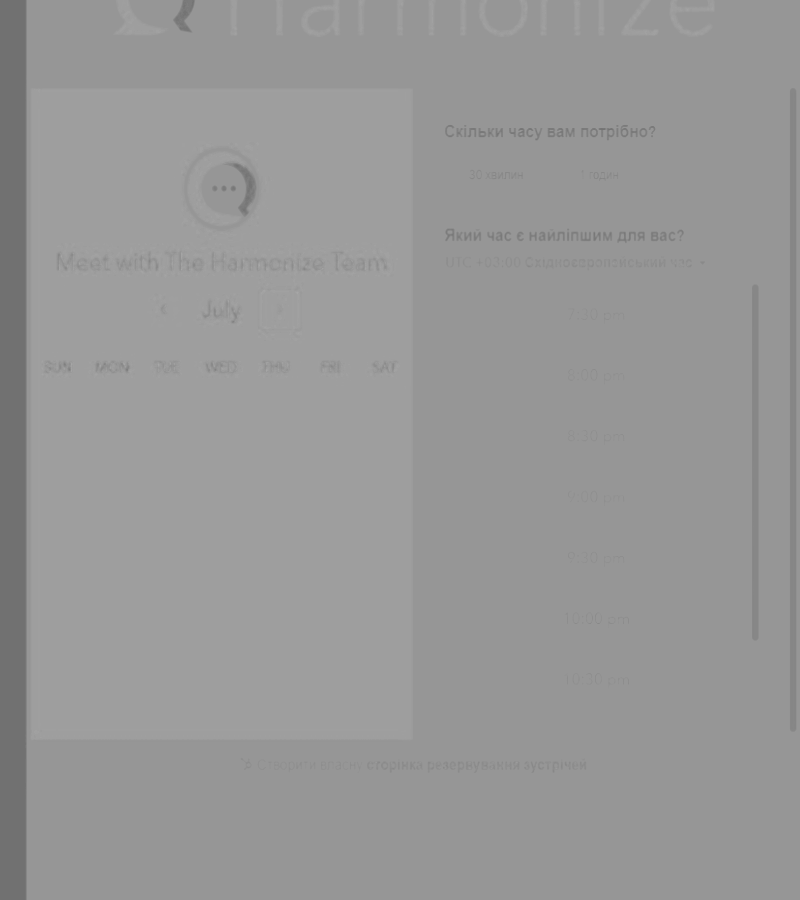 Harmonize
Meet with The Harmonize Team
July
SUN MON TUE WED THU FRI SAT
Скільки часу вам потрібно?
30 хвилин
1 годин
Який час є найліпшим для вас?
UTC +03:00 Східноєвропейський час
7:30 pm
8:00 pm
8:30 pm
9:00 pm
9:30 pm
10:00 pm
10:30 pm
Створити власну сторінка резервування зустрічей